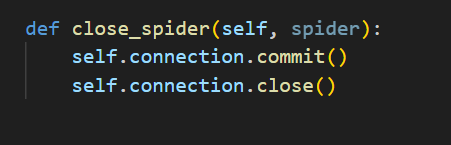 def close_spider(self, spider):
    self.connection.commit()
    self.connection.close()